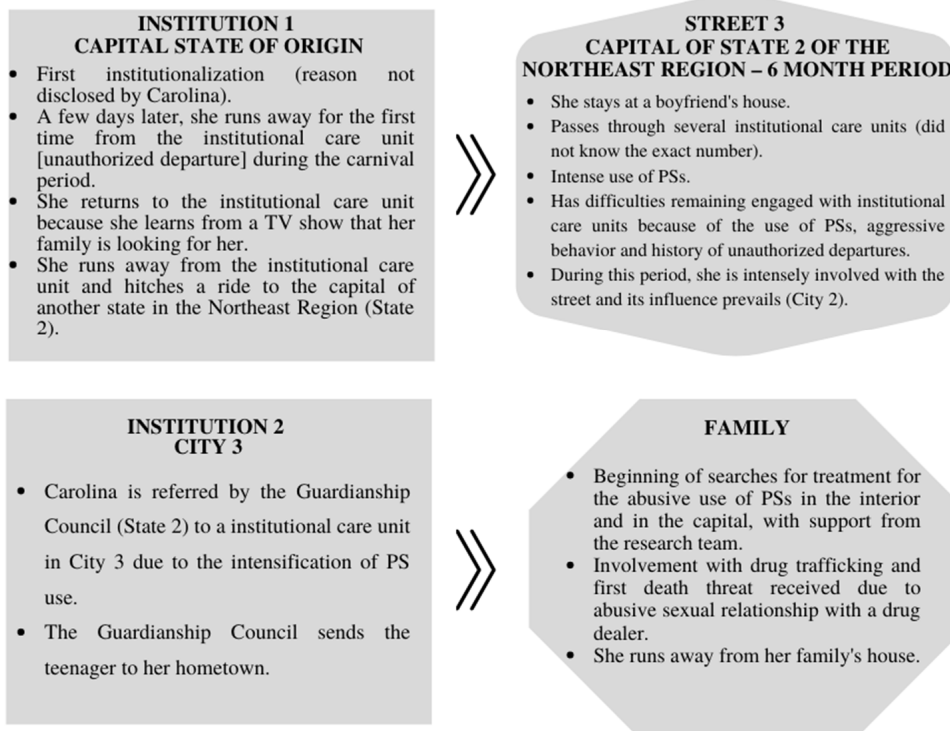 INSTITUTION 1
CAPITAL STATE OF ORIGIN
• First institutionalization (reason not
disclosed by Carolina).
• A few days later, she runs away for the first
time from the institutional care unit
[unauthorized departure] during the carnival
period.
• She returns to the institutional care unit
because she learns from a TV show that her
family is looking for her.
• She runs away from the institutional care
unit and hitches a ride to the capital of
another state in the Northeast Region (State
2).
STREET 3
CAPITAL OF STATE 2 OF THE
NORTHEAST REGION – 6 MONTH PERIOD
• She stays at a boyfriend's house.
• Passes through several institutional care units (did
not know the exact number).
• Intense use of PSs.
• Has difficulties remaining engaged with institutional
care units because of the use of PSs, aggressive
behavior and history of unauthorized departures.
• During this period, she is intensely involved with the
street and its influence prevails (City 2).
INSTITUTION 2
CITY 3
• Carolina is referred by the Guardianship
Council (State 2) to a institutional care unit
in City 3 due to the intensification of PS
use.
• The Guardianship Council sends the
teenager to her hometown.
FAMILY
• Beginning of searches for treatment for
the abusive use of PSs in the interior
and in the capital, with support from
the research team.
• Involvement with drug trafficking and
first death threat received due to
abusive sexual relationship with a drug
dealer.
• She runs away from her family's house.